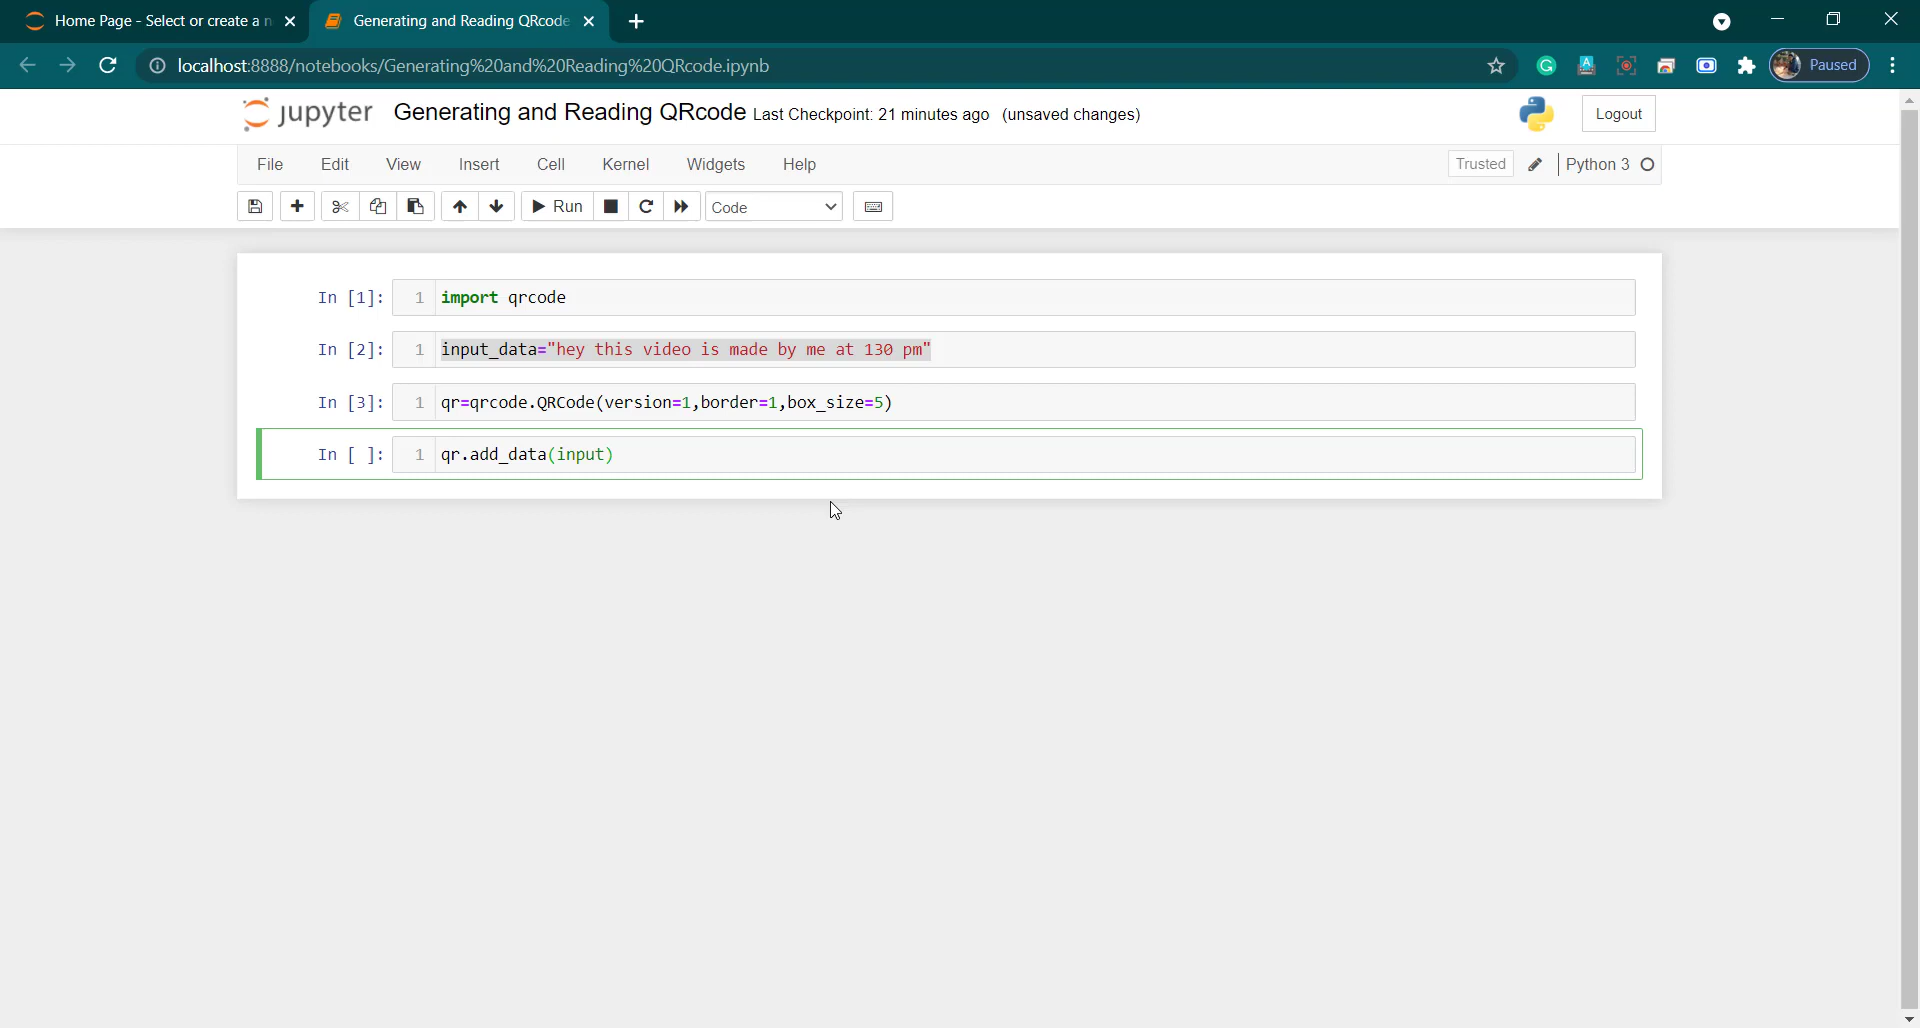 Home Page - Select or create a n
Generating and Reading QRcode
localhost:8888/notebooks/Generating%20and%20Reading%20QRcode.ipynb
Paused
jupyter Generating and Reading QRcode Last Checkpoint: 21 minutes ago (unsaved changes)
Logout
File Edit View Insert Cell Kernel Widgets Help
Trusted Python 3
Run Code
In [1]: 1 import qrcode
In [2]: 1 input_data="hey this video is made by me at 130 pm"
In [3]: 1 qr=qrcode.QRCode(version=1,border=1,box_size=5)
In [ ]: 1 qr.add_data(input)